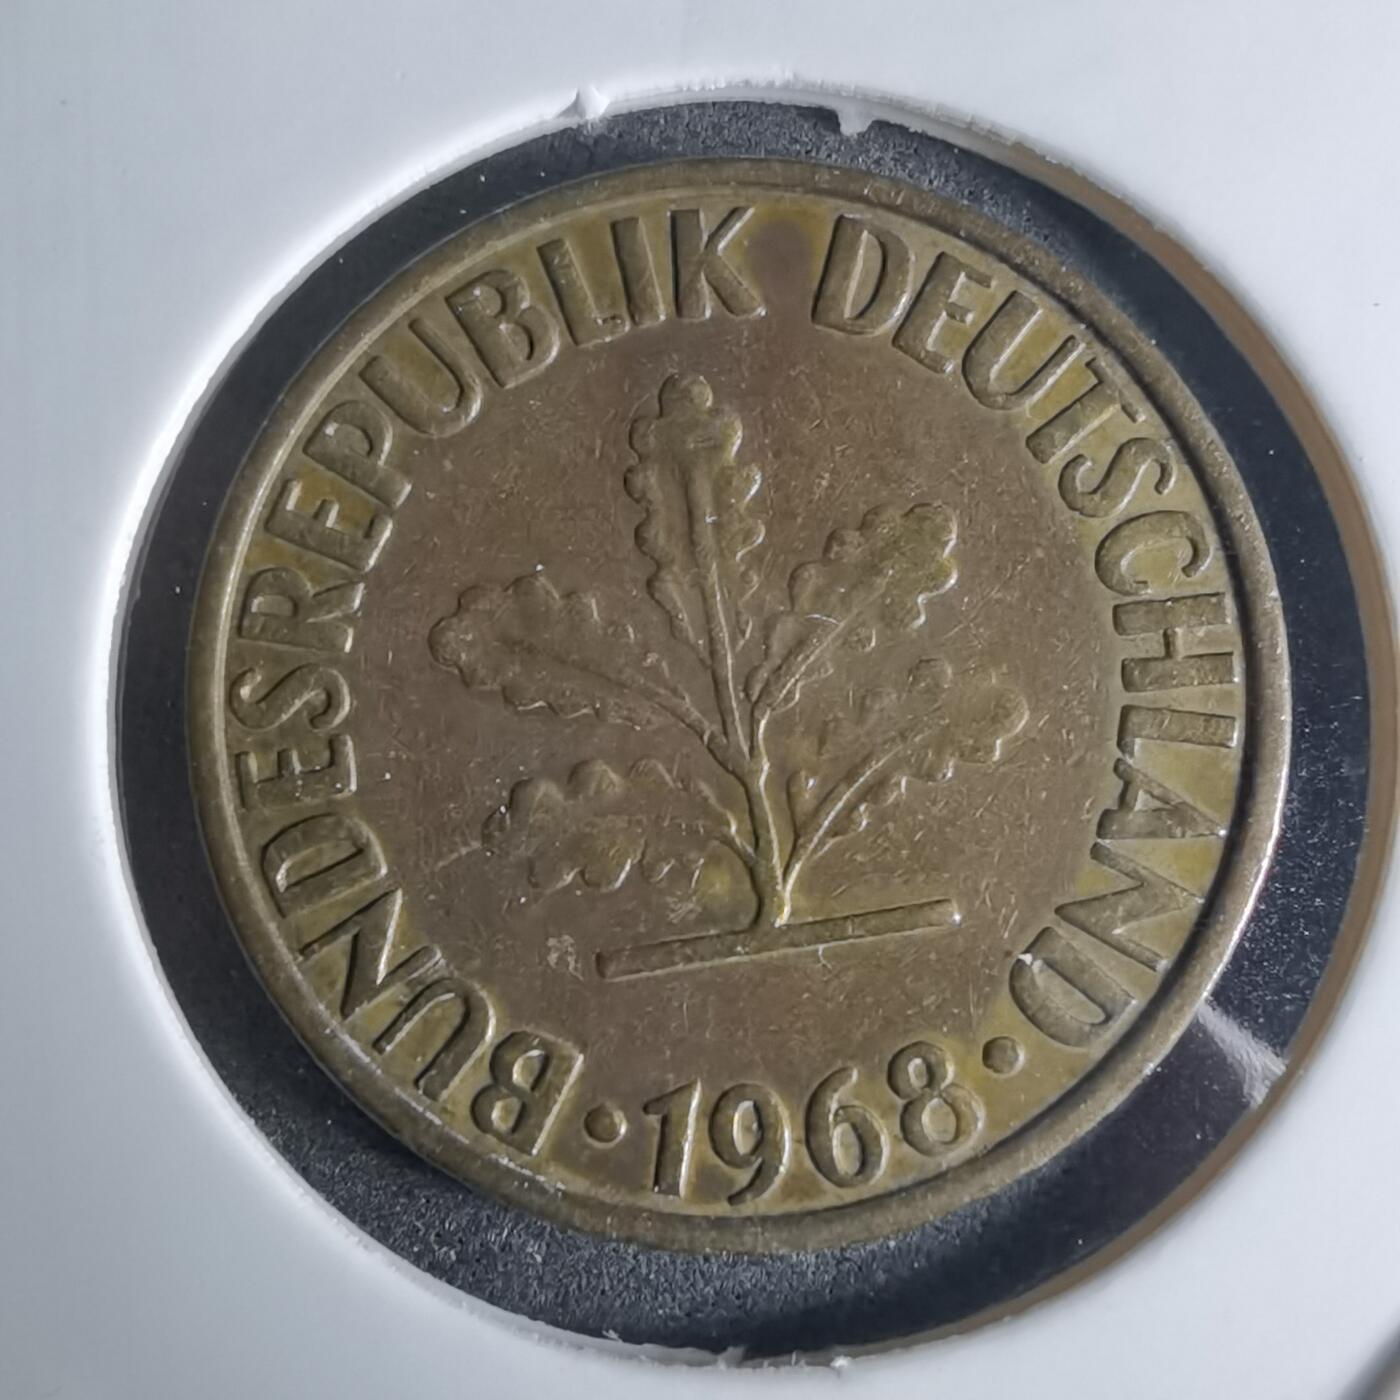 BUNDESREPUBLIK DEUTSCHLAND
• 1968 •